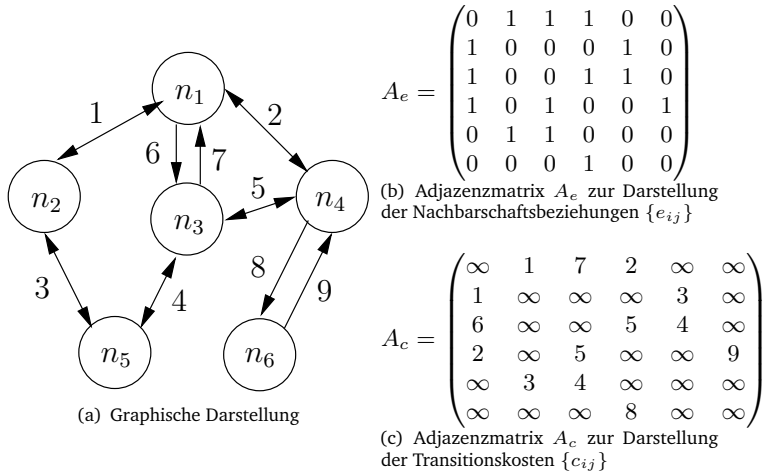 n1
n2
n3
n4
n5
n6
1
2
6
7
5
3
4
8
9
(a) Graphische Darstellung
A_e = (0 1 1 1 0 0
1 0 0 0 1 0
1 0 0 1 1 0
1 0 1 0 0 1
0 1 1 0 0 0
0 0 0 1 0 0)
(b) Adjazenzmatrix A_e zur Darstellung
der Nachbarschaftsbeziehungen {e_ij}
A_c = (∞ 1 7 2 ∞ ∞
1 ∞ ∞ ∞ 3 ∞
6 ∞ ∞ 5 4 ∞
2 ∞ 5 ∞ ∞ 9
∞ 3 4 ∞ ∞ ∞
∞ ∞ ∞ 8 ∞ ∞)
(c) Adjazenzmatrix A_c zur Darstellung
der Transitionskosten {c_ij}